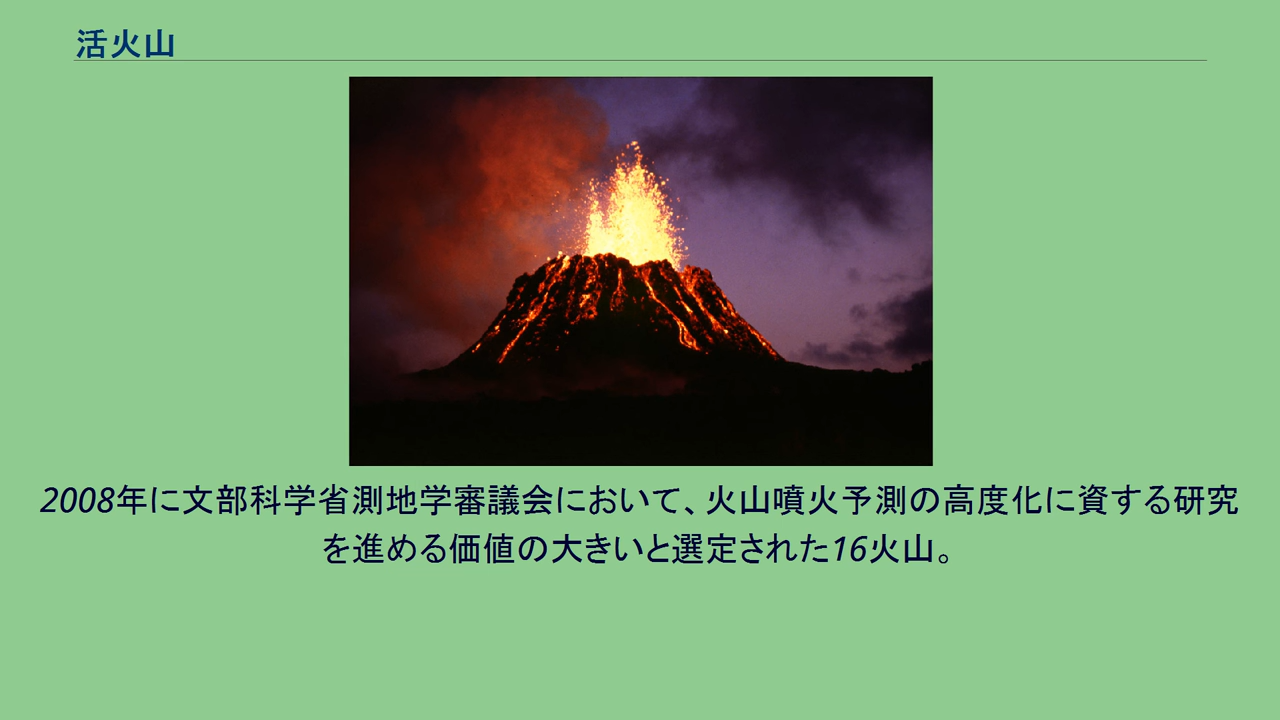 活火山
2008年に文部科学省測地学審議会において、火山噴火予測の高度化に資する研究
を進める価値の大きいと選定された16火山。